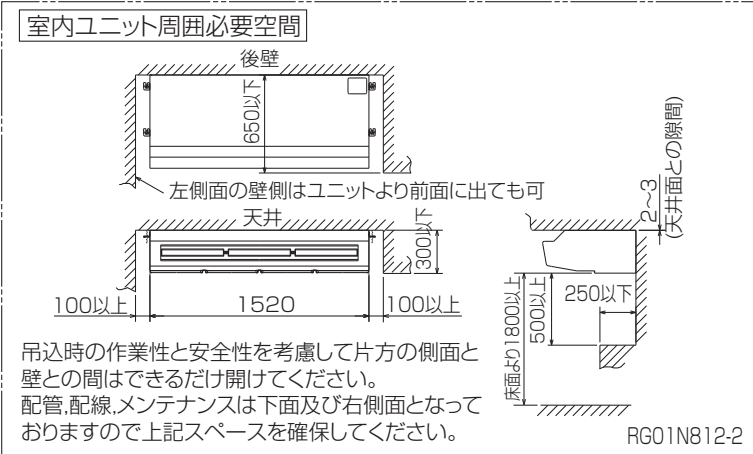 室内ユニット周囲必要空間
後壁
650以下
左側面の壁側はユニットより前面に出ても可
天井
300以下
100以上
1520
100以上
2〜3
(天井面との隙間)
250以下
500以上
床面より1800以上
吊込時の作業性と安全性を考慮して片方の側面と
壁との間はできるだけ開けてください。
配管,配線,メンテナンスは下面及び右側面となって
おりますので上記スペースを確保してください。
RG01N812-2